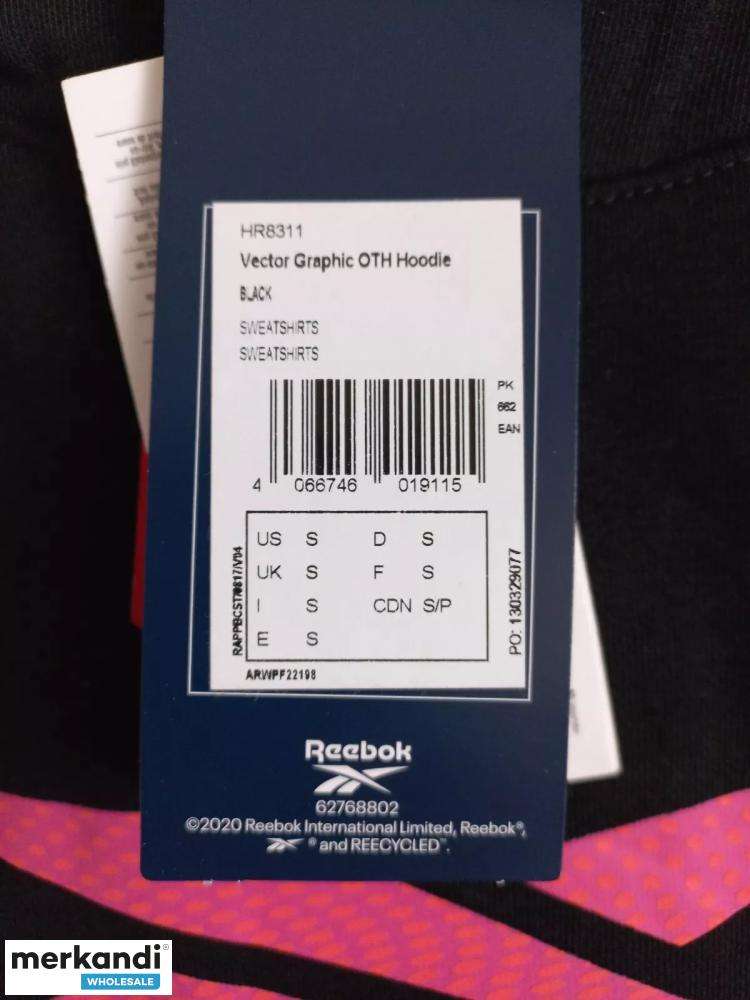 HR8311
Vector Graphic OTH Hoodie
BLACK
SWEATSHIRTS
SWEATSHIRTS
PK
662
EAN
4 066746 019115
US S D S
UK S F S
I S CDN S/P
E S
PO: 130329077
ARWPF22198
Reebok
62768802
©2020 Reebok International Limited, Reebok®,
® and REECYCLED™.
merkandi®
WHOLESALE